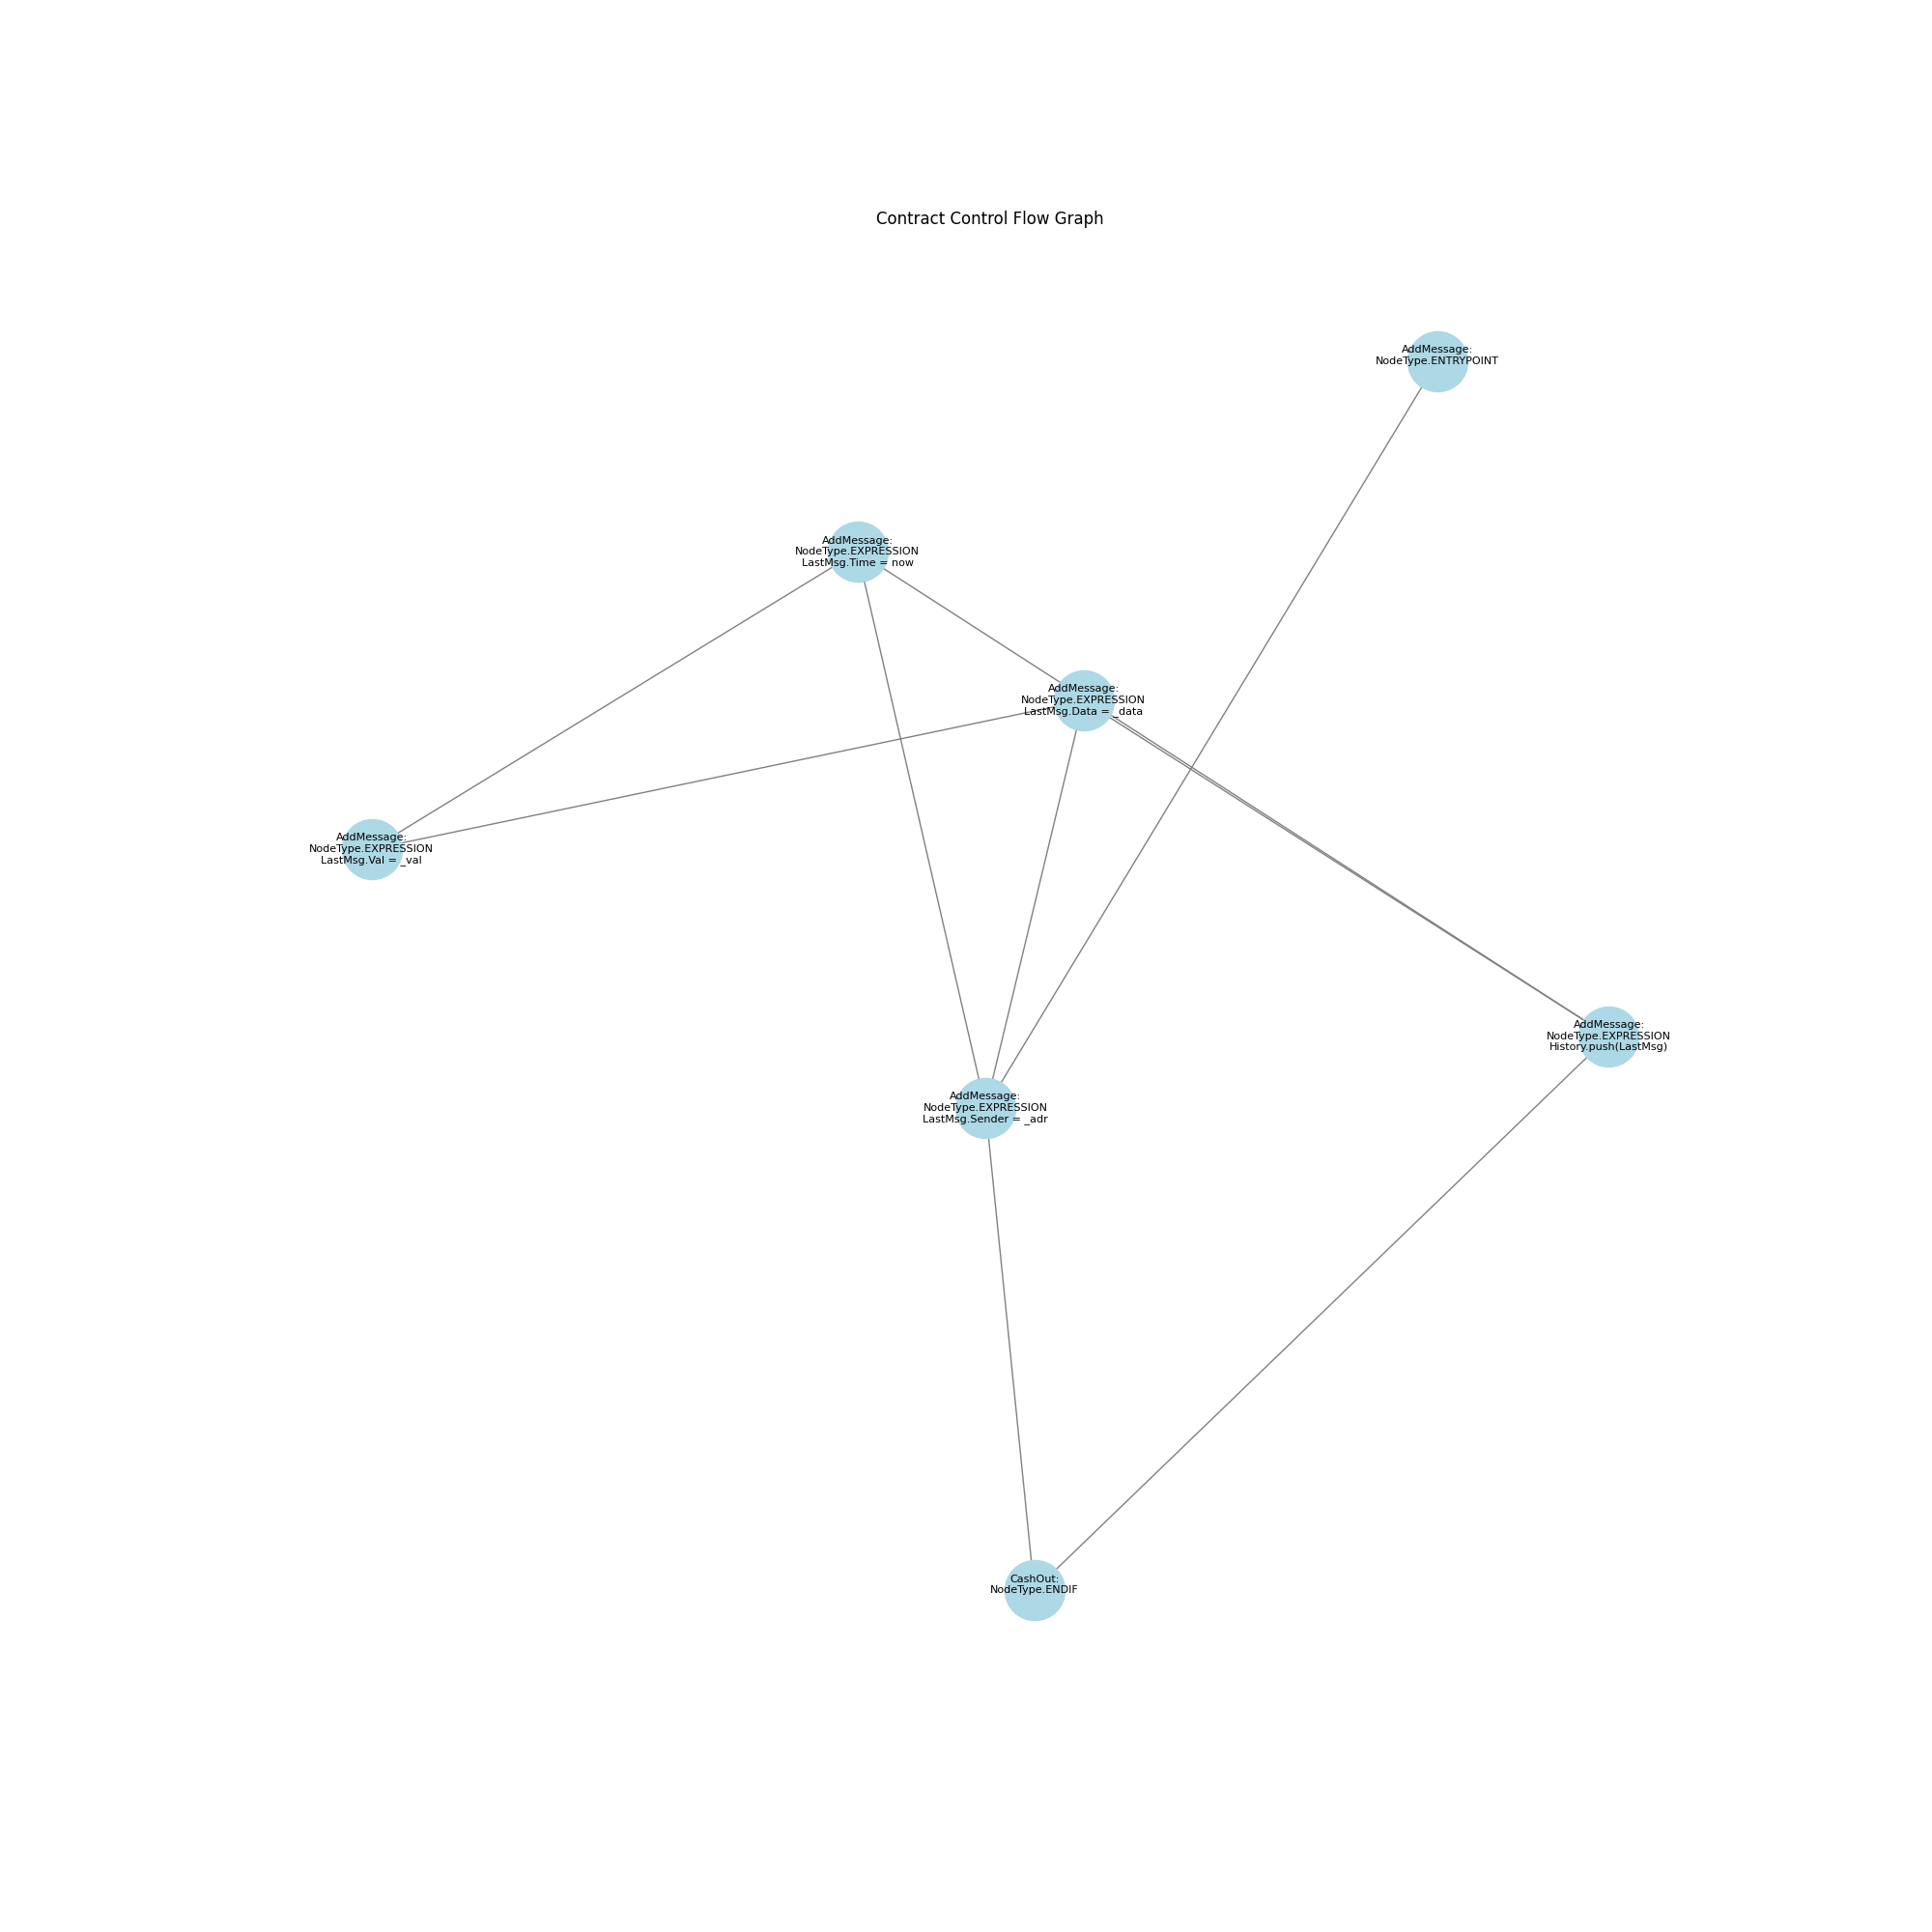 Contract Control Flow Graph
AddMessage:
NodeType.ENTRYPOINT
AddMessage:
NodeType.EXPRESSION
LastMsg.Time = now
AddMessage:
NodeType.EXPRESSION
LastMsg.Data = _data
AddMessage:
NodeType.EXPRESSION
LastMsg.Val = _val
AddMessage:
NodeType.EXPRESSION
History.push(LastMsg)
AddMessage:
NodeType.EXPRESSION
LastMsg.Sender = _adr
CashOut:
NodeType.ENDIF